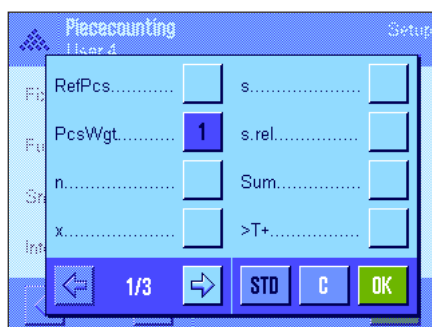 Piececounting
Setup
User 4
RefPcs...........
s.....................
PcsWgt........... 1
s.rel................
n.....................
Sum................
x.....................
>T+.................
1/3
STD
C
OK